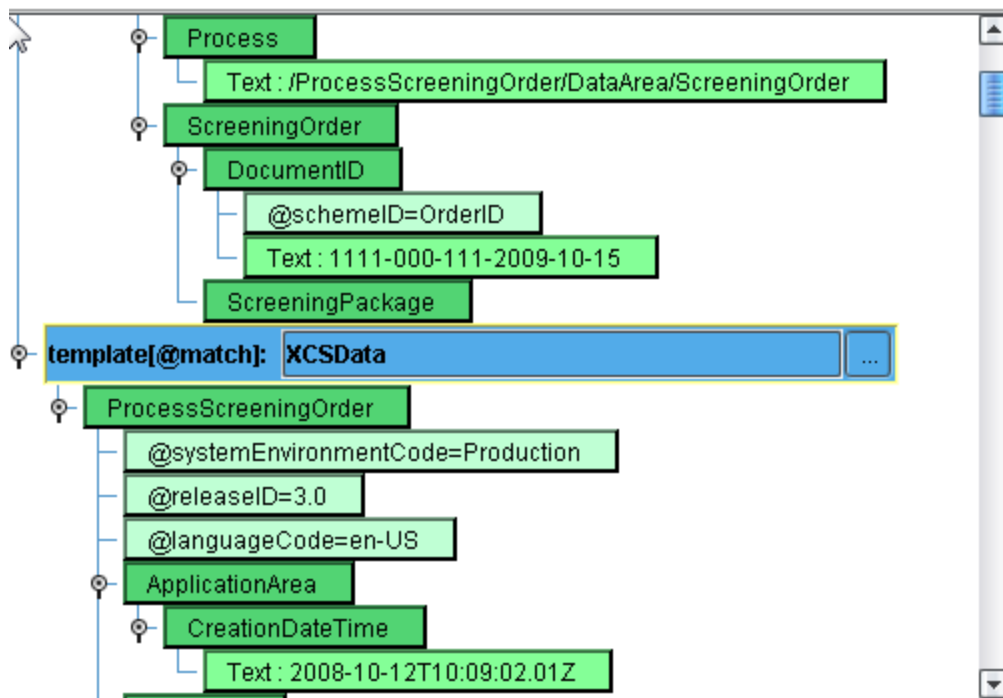 Process
Text : /ProcessScreeningOrder/DataArea/ScreeningOrder
ScreeningOrder
DocumentID
@schemeID=OrderID
Text : 1111-000-111-2009-10-15
ScreeningPackage
template[@match]: XCSData ...
ProcessScreeningOrder
@systemEnvironmentCode=Production
@releaseID=3.0
@languageCode=en-US
ApplicationArea
CreationDateTime
Text : 2008-10-12T10:09:02.01Z